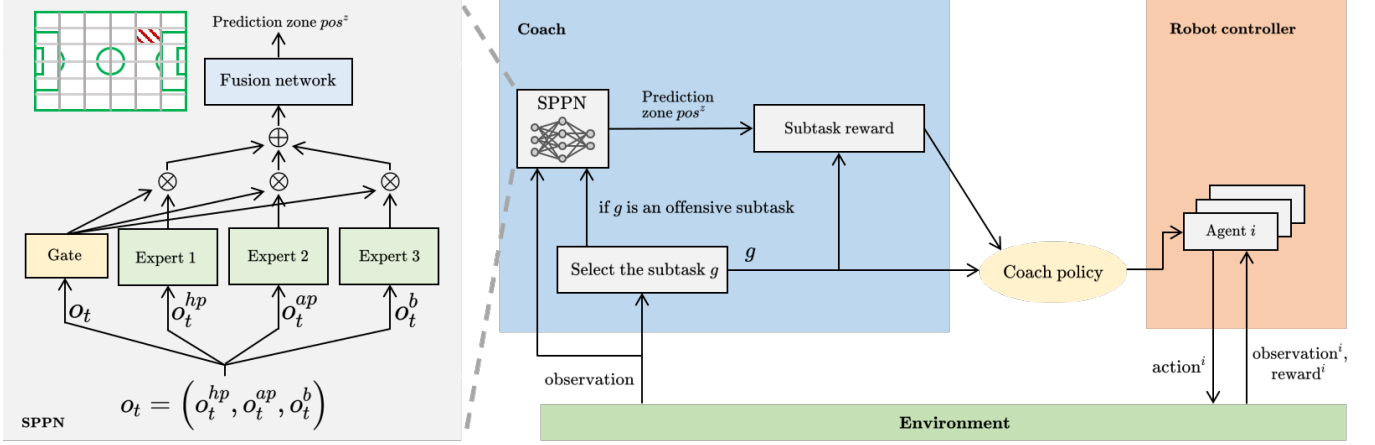 Prediction zone pos^z
Fusion network
⊕
⊗ ⊗ ⊗
Gate
Expert 1
Expert 2
Expert 3
o_t
o_t^{hp}
o_t^{ap}
o_t^b
o_t = (o_t^{hp}, o_t^{ap}, o_t^b)
SPPN
Coach
SPPN
Prediction
zone pos^z
Subtask reward
if g is an offensive subtask
Select the subtask g
g
Coach policy
observation
Robot controller
Agent i
action^i
observation^i,
reward^i
Environment